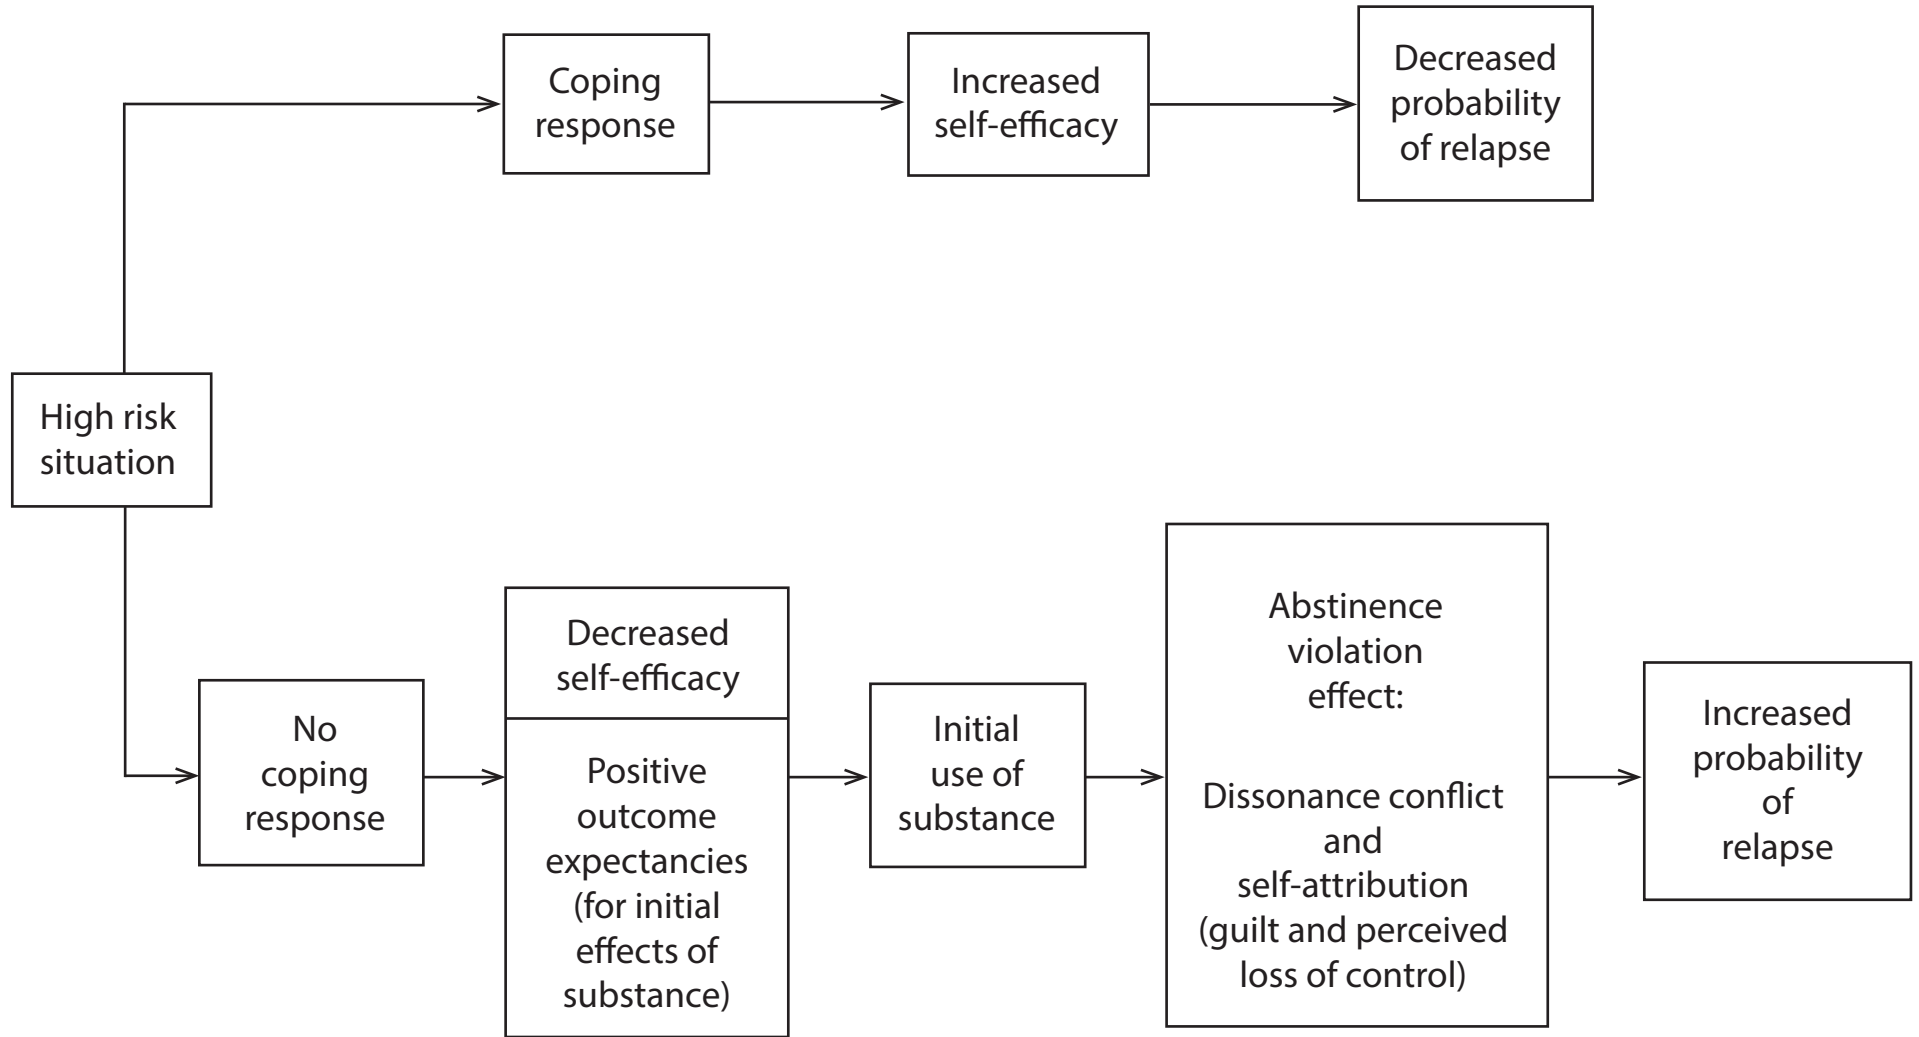 Coping
response
Increased
self-efficacy
Decreased
probability
of relapse
High risk
situation
No
coping
response
Decreased
self-efficacy
Positive
outcome
expectancies
(for initial
effects of
substance)
Initial
use of
substance
Abstinence
violation
effect:
Dissonance conflict
and
self-attribution
(guilt and perceived
loss of control)
Increased
probability
of
relapse